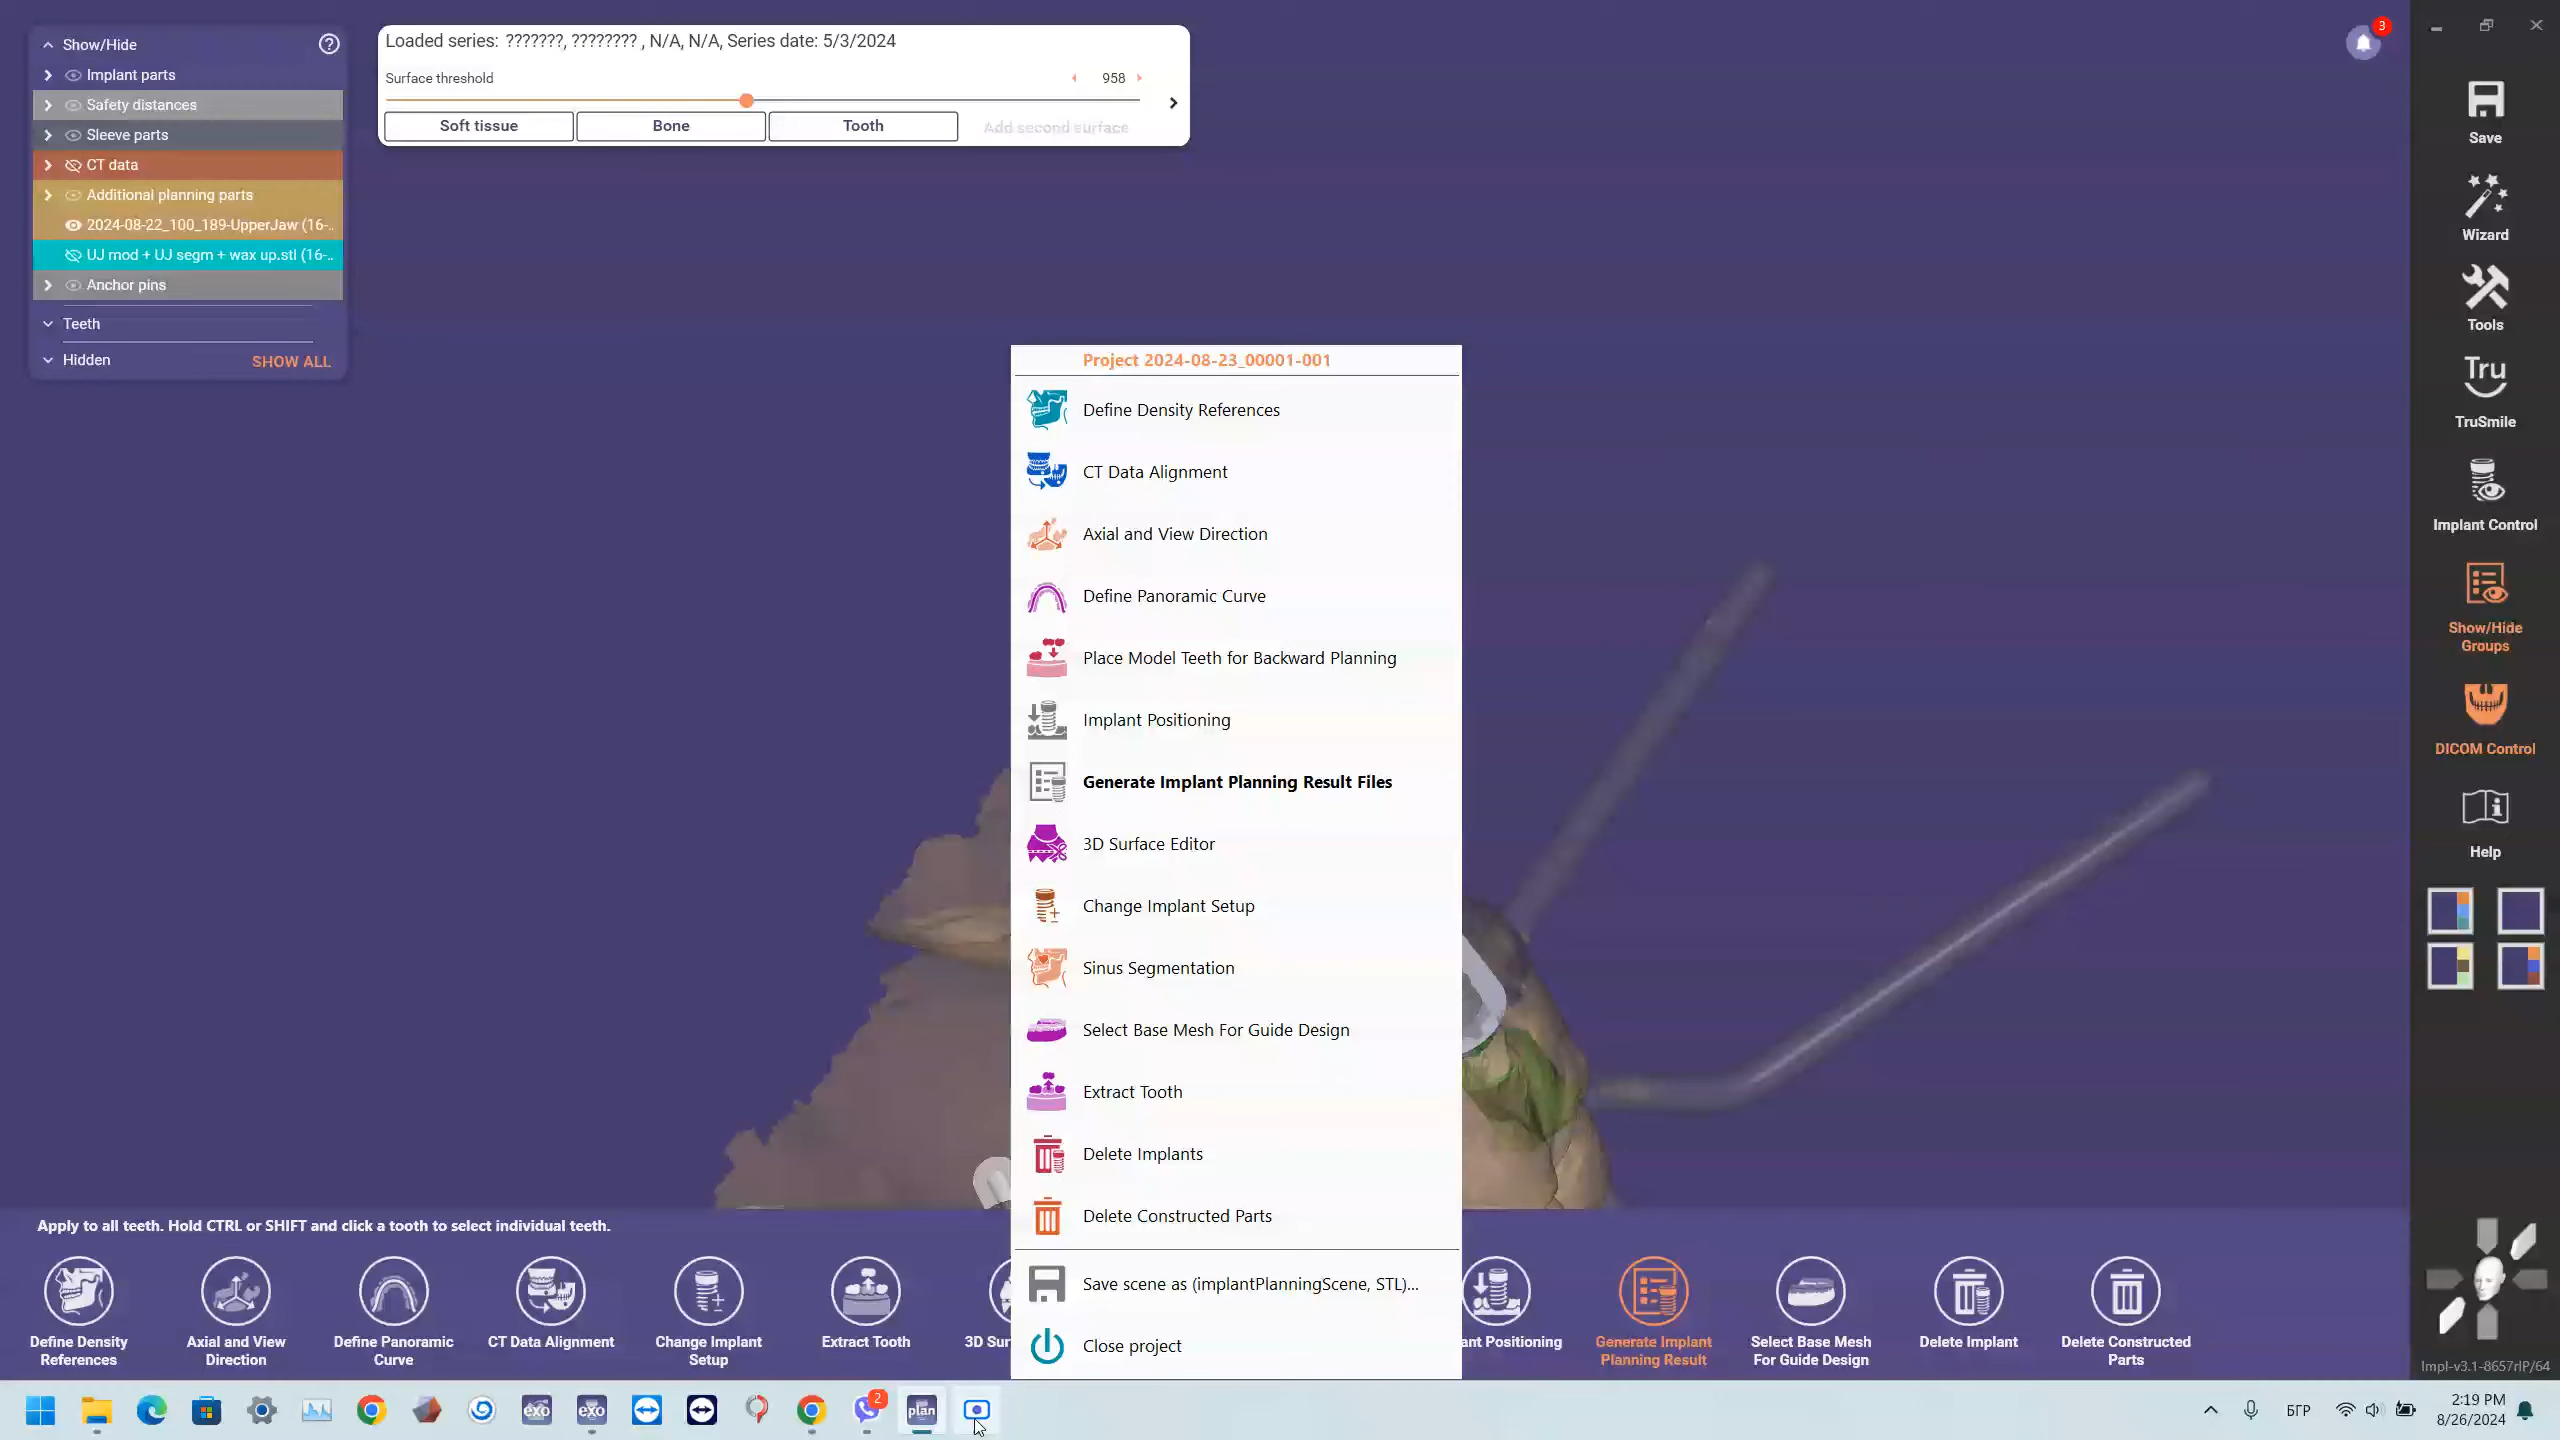 Show/Hide
Implant parts
Safety distances
Sleeve parts
CT data
Additional planning parts
2024-08-22_100_189-UpperJaw (16-..
UJ mod + UJ segm + wax up.stl (16-..
Anchor pins
Teeth
Hidden
SHOW ALL
Loaded series: ???????, ???????? , N/A, N/A, Series date: 5/3/2024
Surface threshold
958
Soft tissue
Bone
Tooth
Add second surface
3
Save
Wizard
Tools
Tru
TruSmile
Implant Control
Show/Hide
Groups
DICOM Control
Help
Impl-v3.1-8657rIP/64
Project 2024-08-23_00001-001
Define Density References
CT Data Alignment
Axial and View Direction
Define Panoramic Curve
Place Model Teeth for Backward Planning
Implant Positioning
Generate Implant Planning Result Files
3D Surface Editor
Change Implant Setup
Sinus Segmentation
Select Base Mesh For Guide Design
Extract Tooth
Delete Implants
Delete Constructed Parts
Save scene as (implantPlanningScene, STL)...
Close project
Apply to all teeth. Hold CTRL or SHIFT and click a tooth to select individual teeth.
Define Density
References
Axial and View
Direction
Define Panoramic
Curve
CT Data Alignment
Change Implant
Setup
Extract Tooth
3D Sur
ant Positioning
Generate Implant
Planning Result
Select Base Mesh
For Guide Design
Delete Implant
Delete Constructed
Parts
exo
exo
2
plan
БГР
2:19 PM
8/26/2024